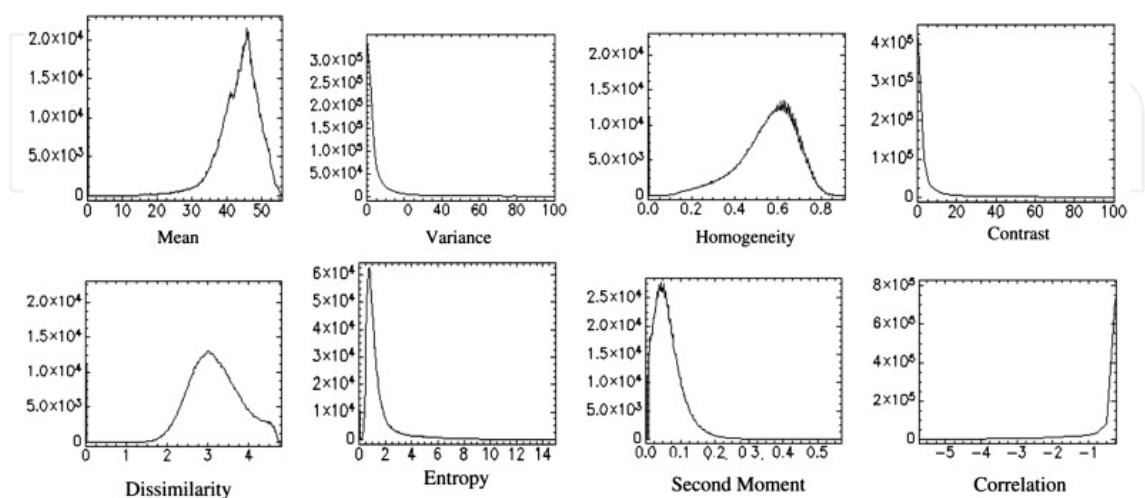 2.0×10⁴
1.5×10⁴
1.0×10⁴
5.0×10³
0
0 10 20 30 40 50
Mean
3.0×10⁵
2.5×10⁵
2.0×10⁵
1.5×10⁵
1.0×10⁵
5.0×10⁴
0
0 0 40 60 80 100
Variance
2.0×10⁴
1.5×10⁴
1.0×10⁴
5.0×10³
0
0.0 0.2 0.4 0.6 0.8
Homogeneity
4×10⁵
3×10⁵
2×10⁵
1×10⁵
0
0 20 40 60 80 100
Contrast
2.0×10⁴
1.5×10⁴
1.0×10⁴
5.0×10³
0
0 1 2 3 4
Dissimilarity
6×10⁴
5×10⁴
4×10⁴
3×10⁴
2×10⁴
1×10⁴
0
0 2 4 6 8 10 12 14
Entropy
2.5×10⁴
2.0×10⁴
1.5×10⁴
1.0×10⁴
5.0×10³
0
0.0 0.1 0.2 0.3 0.4 0.5
Second Moment
8×10⁵
6×10⁵
4×10⁵
2×10⁵
0
−5 −4 −3 −2 −1
Correlation